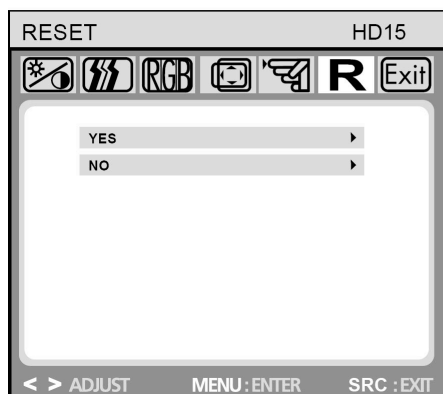 RESET HD15
RGB R Exit
YES
NO
< > ADJUST MENU : ENTER SRC : EXIT